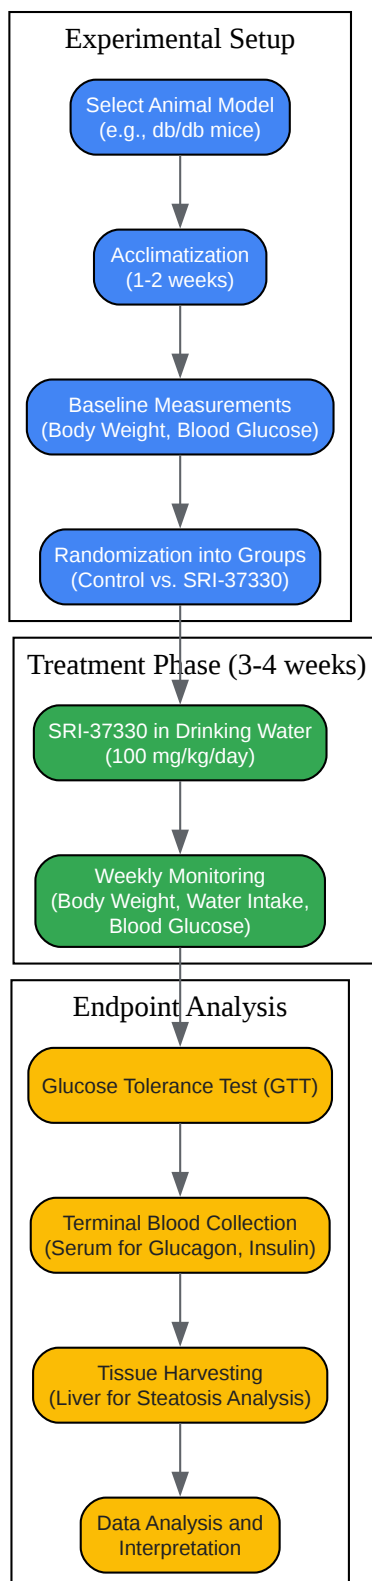 Experimental Setup
Select Animal Model
(e.g., db/db mice)
Acclimatization
(1-2 weeks)
Baseline Measurements
(Body Weight, Blood Glucose)
Randomization into Groups
(Control vs. SRI-37330)
Treatment Phase (3-4 weeks)
SRI-37330 in Drinking Water
(100 mg/kg/day)
Weekly Monitoring
(Body Weight, Water Intake,
Blood Glucose)
Endpoint Analysis
Glucose Tolerance Test (GTT)
Terminal Blood Collection
(Serum for Glucagon, Insulin)
Tissue Harvesting
(Liver for Steatosis Analysis)
Data Analysis and
Interpretation